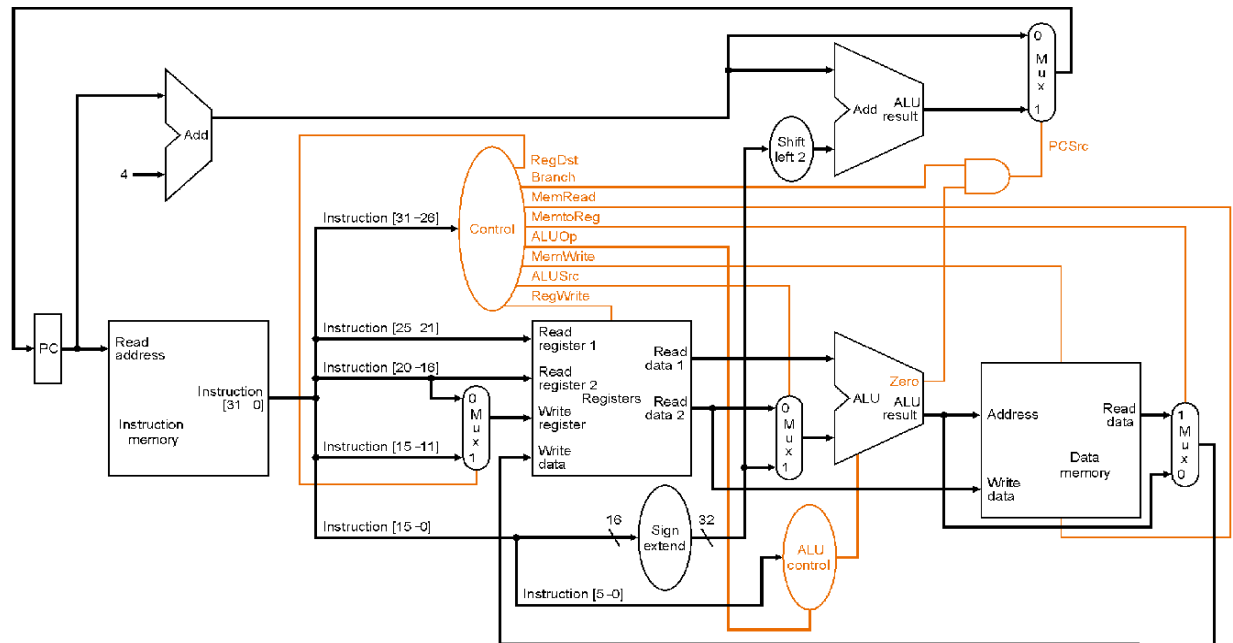 0
M
u
x
1
Add
Add
ALU
result
Shift
left 2
4
PCSrc
RegDst
Branch
MemRead
MemtoReg
ALUOp
MemWrite
ALUSrc
RegWrite
Control
Instruction [31–26]
PC
Read
address
Instruction
[31 0]
Instruction
memory
Instruction [25 21]
Instruction [20–16]
Instruction [15–11]
Instruction [15–0]
Instruction [5–0]
0
M
u
x
1
Read
register 1
Read
register 2
Write
register
Write
data
Registers
Read
data 1
Read
data 2
16
Sign
extend
32
0
M
u
x
1
Zero
ALU
ALU
result
ALU
control
Address
Write
data
Read
data
Data
memory
1
M
u
x
0